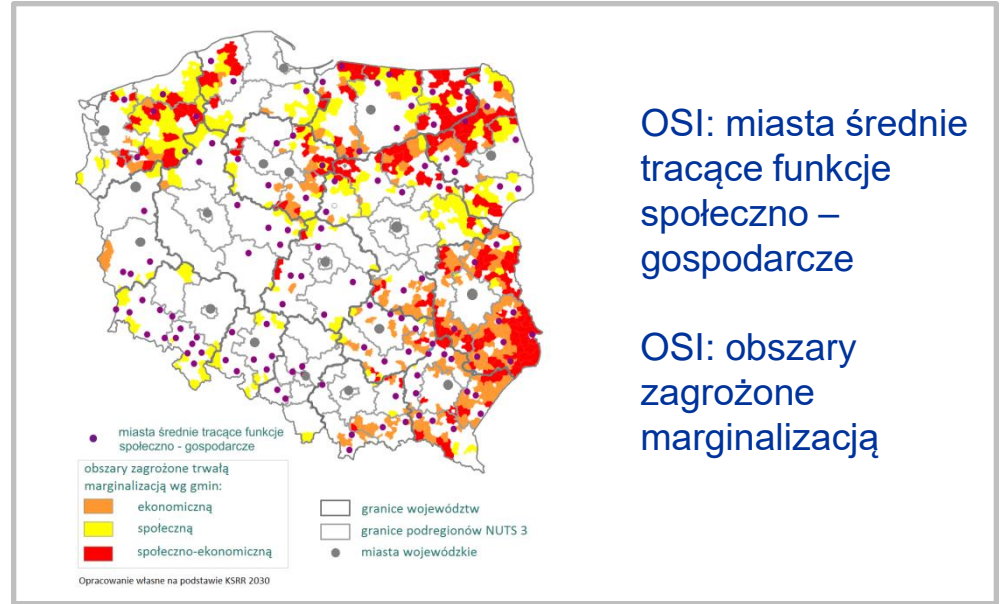 OSI: miasta średnie
tracące funkcje
społeczno –
gospodarcze
OSI: obszary
zagrożone
marginalizacją
miasta średnie tracące funkcje
społeczno - gospodarcze
obszary zagrożone trwałą
marginalizacją wg gmin:
ekonomiczną
społeczną
społeczno-ekonomiczną
granice województw
granice podregionów NUTS 3
miasta wojewódzkie
Opracowanie własne na podstawie KSRR 2030